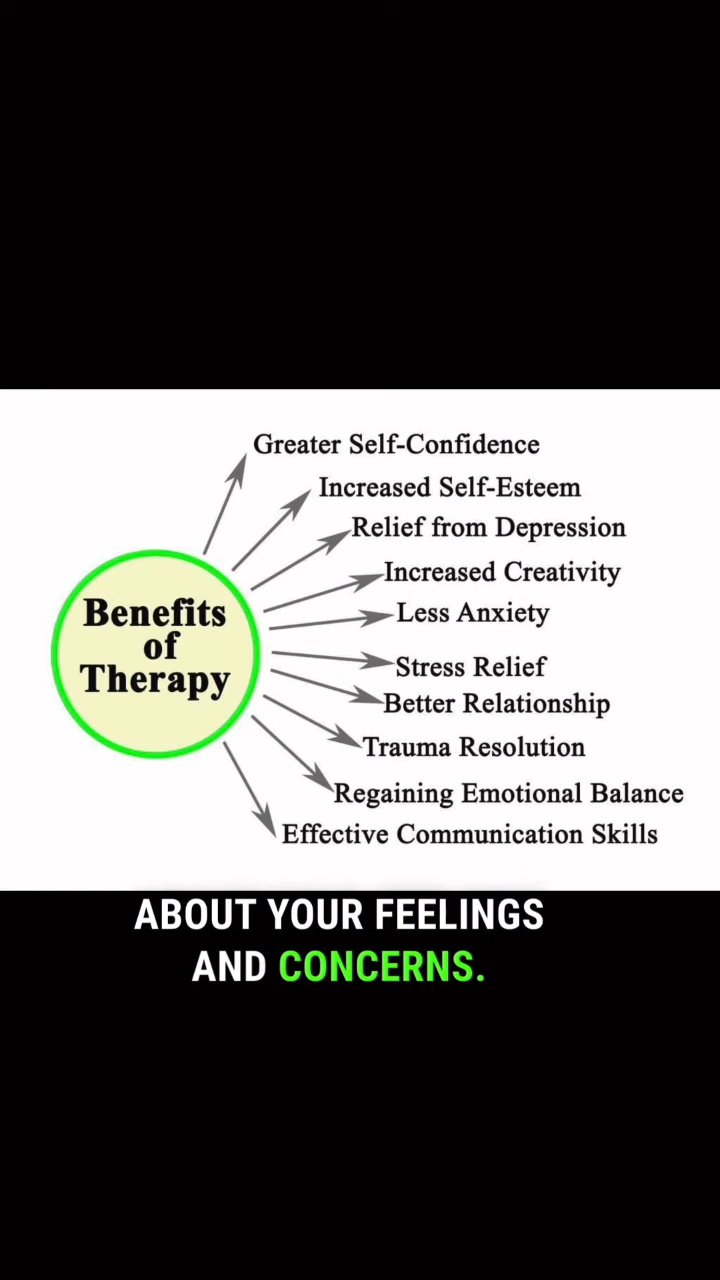 Greater Self-Confidence
Increased Self-Esteem
Relief from Depression
Increased Creativity
Less Anxiety
Benefits
of
Therapy
Stress Relief
Better Relationship
Trauma Resolution
Regaining Emotional Balance
Effective Communication Skills
ABOUT YOUR FEELINGS
AND CONCERNS.